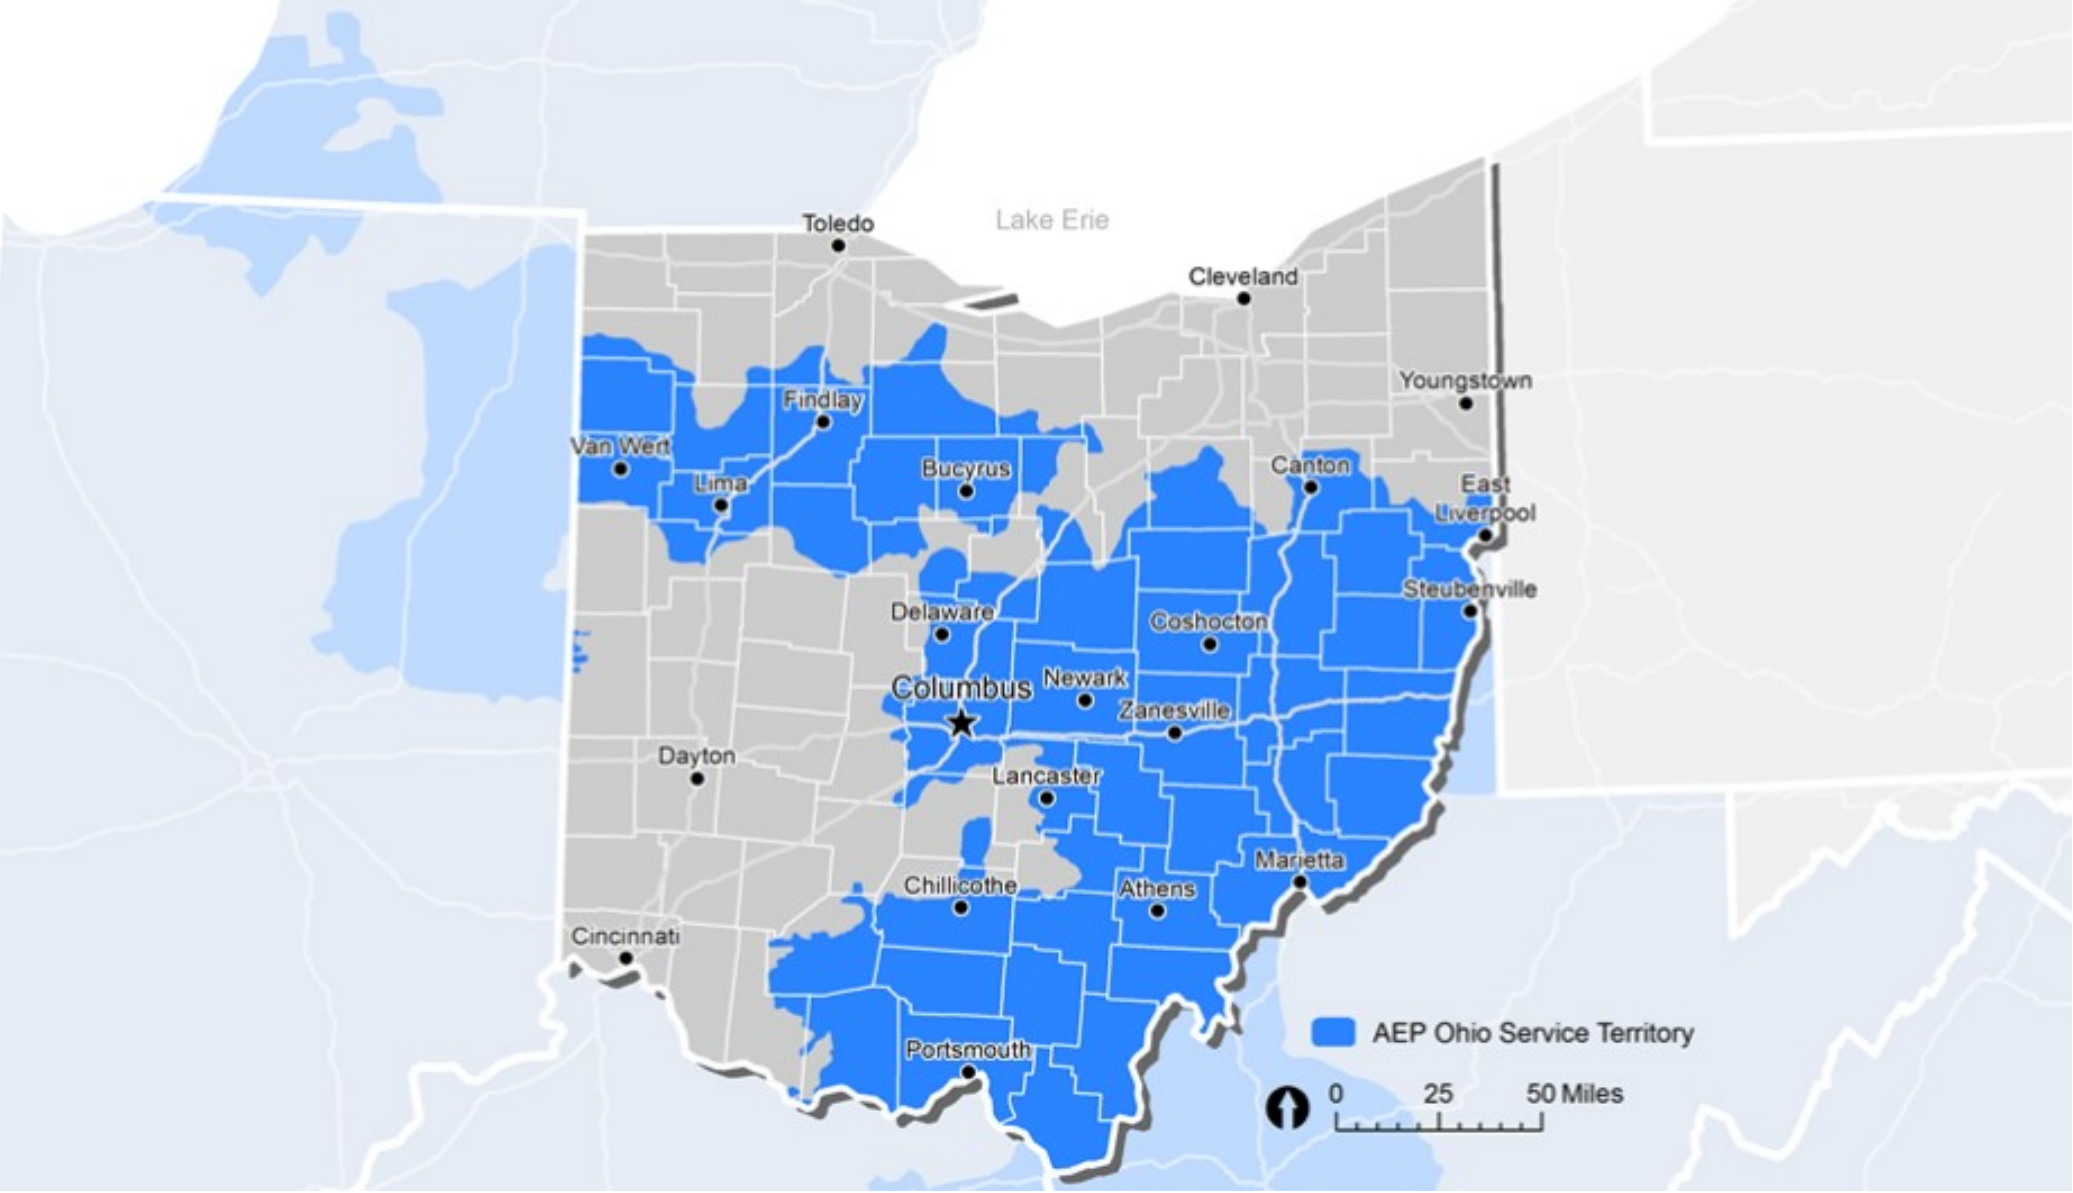 Toledo
Lake Erie
Cleveland
Youngstown
Findlay
Van Wert
Bucyrus
Canton
Lima
East
Liverpool
Steubenville
Delaware
Coshocton
Columbus
Newark
Zanesville
Dayton
Lancaster
Marietta
Chillicothe
Athens
Cincinnati
AEP Ohio Service Territory
Portsmouth
0 25 50 Miles